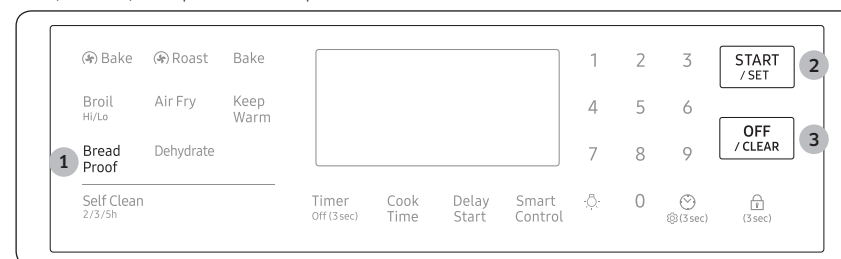 Bake Roast Bake 1 2 3 START 2
/ SET
Broil Air Fry Keep 4 5 6
Hi/Lo Warm
OFF 3
/ CLEAR
1 Bread Dehydrate 7 8 9
Proof
Self Clean Timer Cook Delay Smart 0
2/3/5h Off (3 sec) Time Start Control (3 sec) (3 sec)